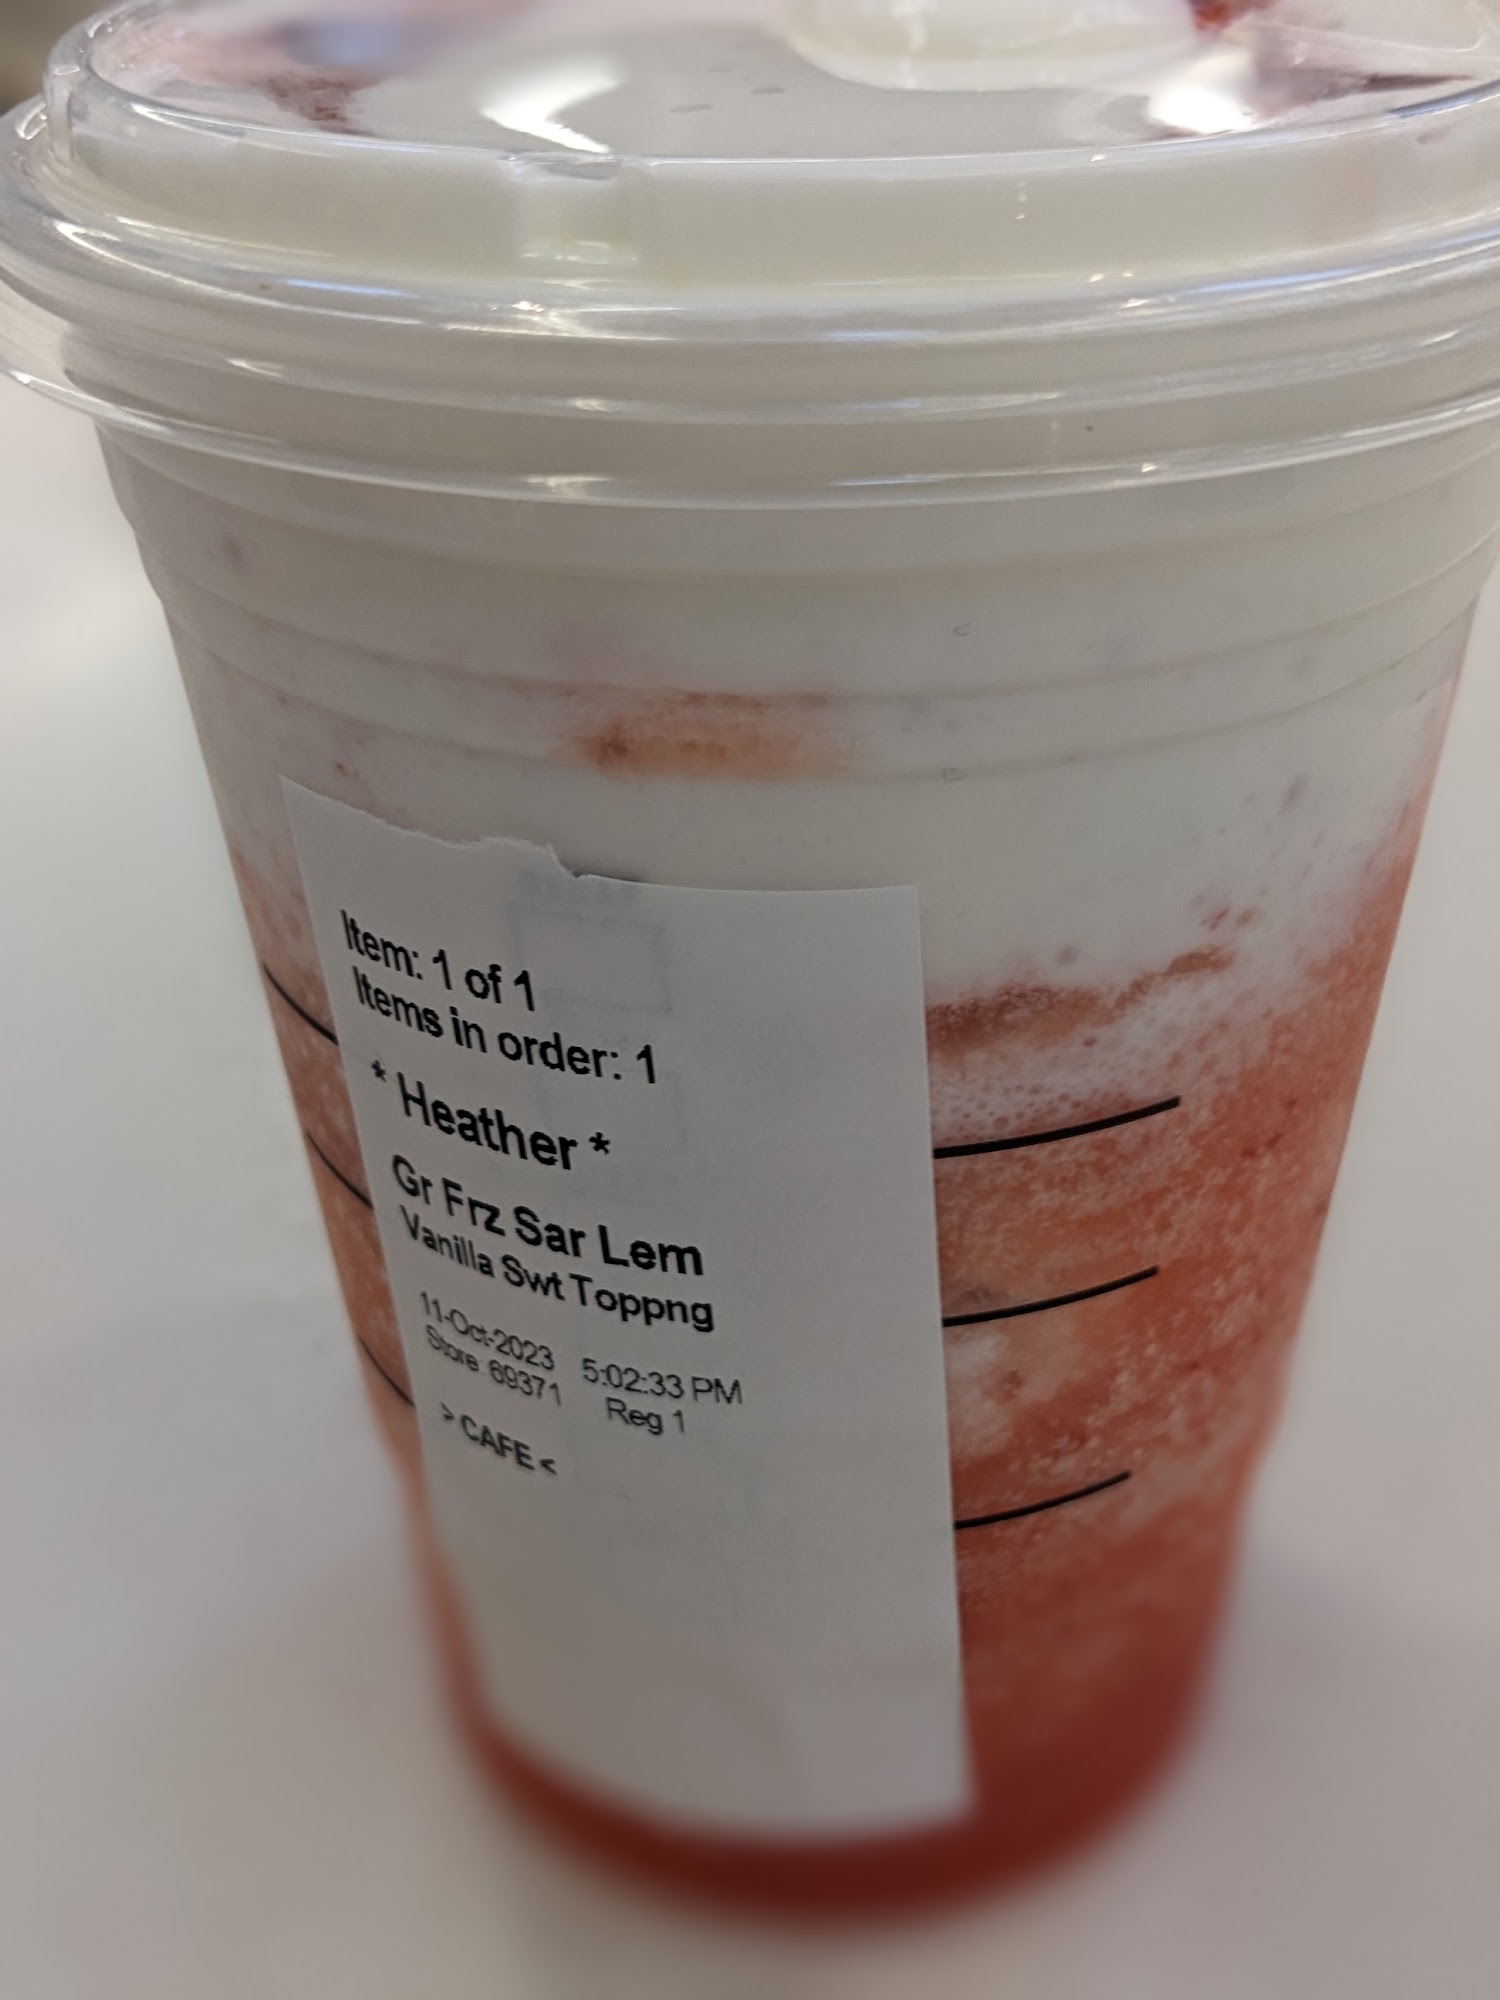 Item: 1 of 1
Items in order: 1
* Heather *
Gr Frz Sar Lem
Vanilla Swt Toppng
11-Oct-2023 5:02:33 PM
Store: 69371 Reg 1
> CAFE <